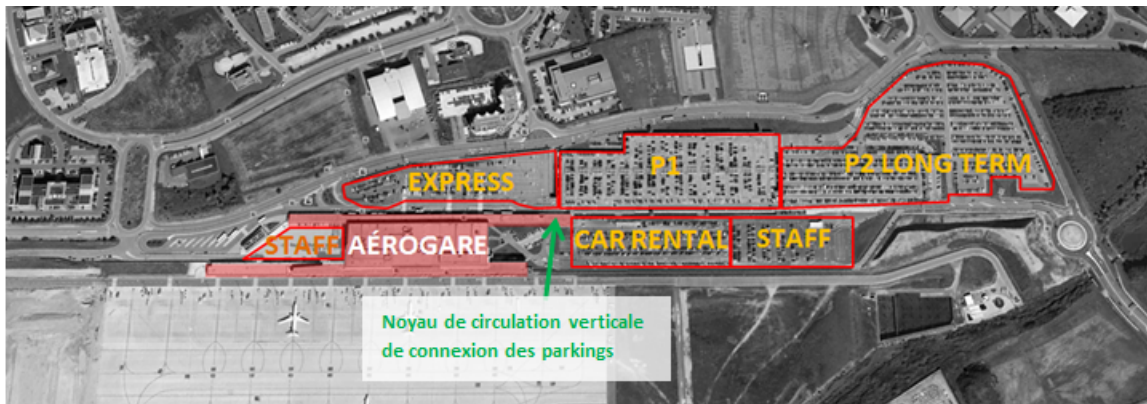 EXPRESS
P1
P2 LONG TERM
STAFF
AÉROGARE
CAR RENTAL
STAFF
Noyau de circulation verticale
de connexion des parkings